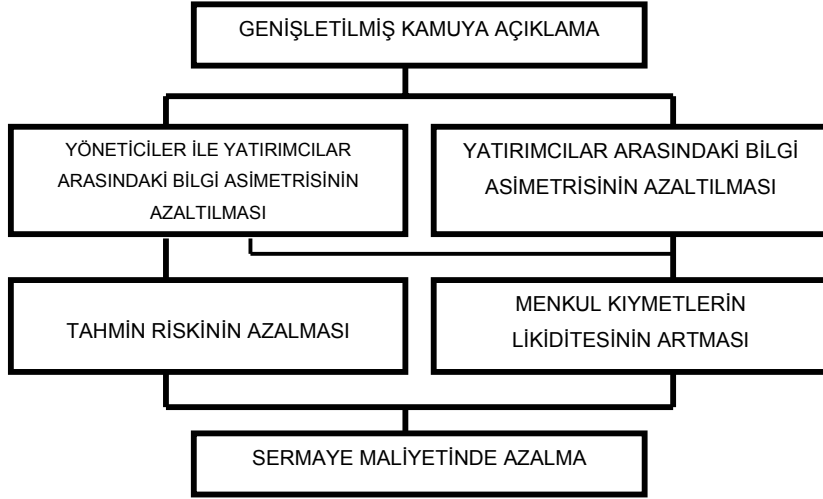 GENİŞLETİLMİŞ KAMUYA AÇIKLAMA
YÖNETİCİLER İLE YATIRIMCILAR
ARASINDAKİ BİLGİ ASİMETRİSİNİN
AZALTILMASI
YATIRIMCILAR ARASINDAKİ BİLGİ
ASİMETRİSİNİN AZALTILMASI
TAHMİN RİSKİNİN AZALMASI
MENKUL KIYMETLERİN
LİKİDİTESİNİN ARTMASI
SERMAYE MALİYETİNDE AZALMA